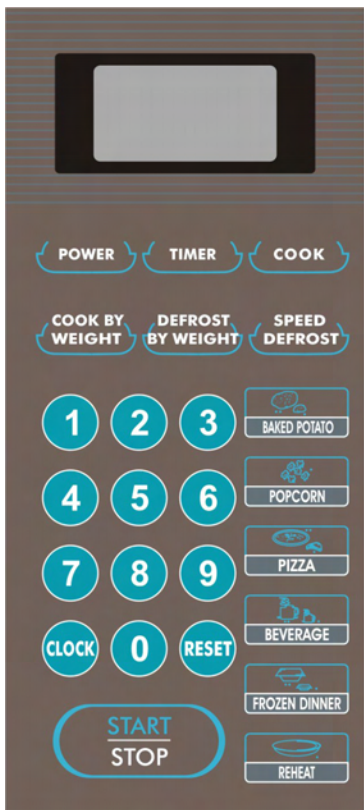 POWER TIMER COOK
COOK BY DEFROST SPEED
WEIGHT BY WEIGHT DEFROST
1 2 3
BAKED POTATO
4 5 6
POPCORN
7 8 9
PIZZA
CLOCK 0 RESET
BEVERAGE
START
STOP
FROZEN DINNER
REHEAT